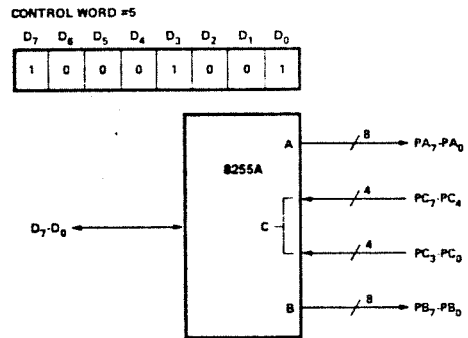 CONTROL WORD #5
D7 D6 D5 D4 D3 D2 D1 D0
1 0 0 0 1 0 0 1
A 8 PA7-PA0
8255A
4 PC7-PC4
D7-D0 C
4 PC3-PC0
B 8 PB7-PB0